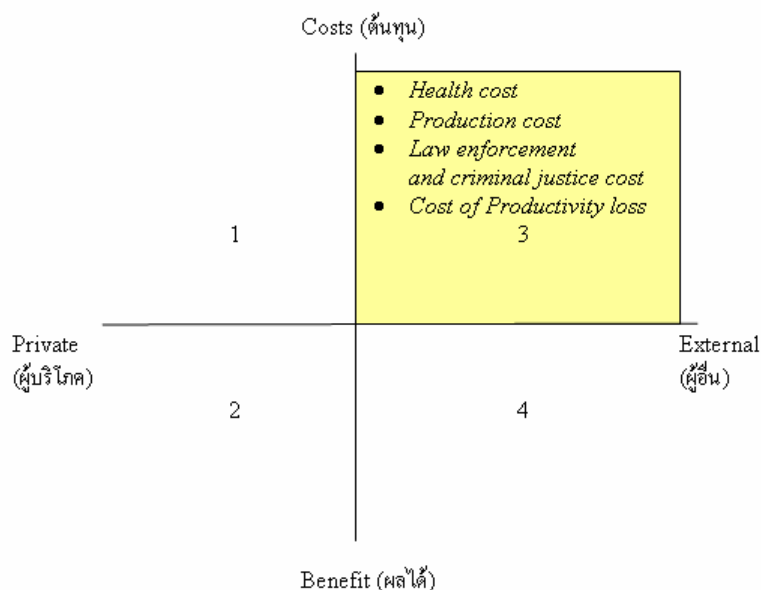 Costs (ต้นทุน)
• Health cost
• Production cost
• Law enforcement
and criminal justice cost
• Cost of Productivity loss
1
3
Private
(ผู้บริโภค)
External
(ผู้อื่น)
2
4
Benefit (ผลได้)